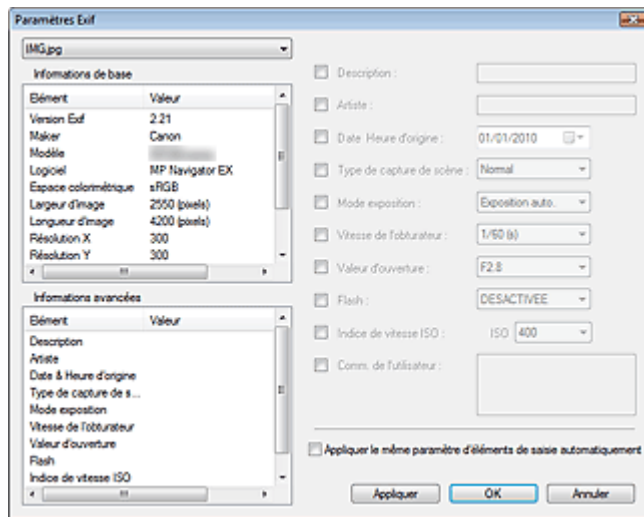 Paramètres Exif
IMG.jpg
Informations de base
Elément Valeur
Version Exif 2.21
Maker Canon
Modèle
Logiciel MP Navigator EX
Espace colorimétrique sRGB
Largeur d'image 2550 (pixels)
Longueur d'image 4200 (pixels)
Résolution X 300
Résolution Y 300
Informations avancées
Elément Valeur
Description
Artiste
Date & Heure d'origine
Type de capture de s...
Mode exposition
Vitesse de l'obturateur
Valeur d'ouverture
Flash
Indice de vitesse ISO
Description :
Artiste :
Date Heure d'origine : 01/01/2010
Type de capture de scène : Normal
Mode exposition : Exposition auto.
Vitesse de l'obturateur : 1/60 (s)
Valeur d'ouverture : F2.8
Flash : DESACTIVEE
Indice de vitesse ISO : ISO 400
Comm. de l'utilisateur :
Appliquer le même paramètre d'éléments de saisie automatiquement
Appliquer OK Annuler